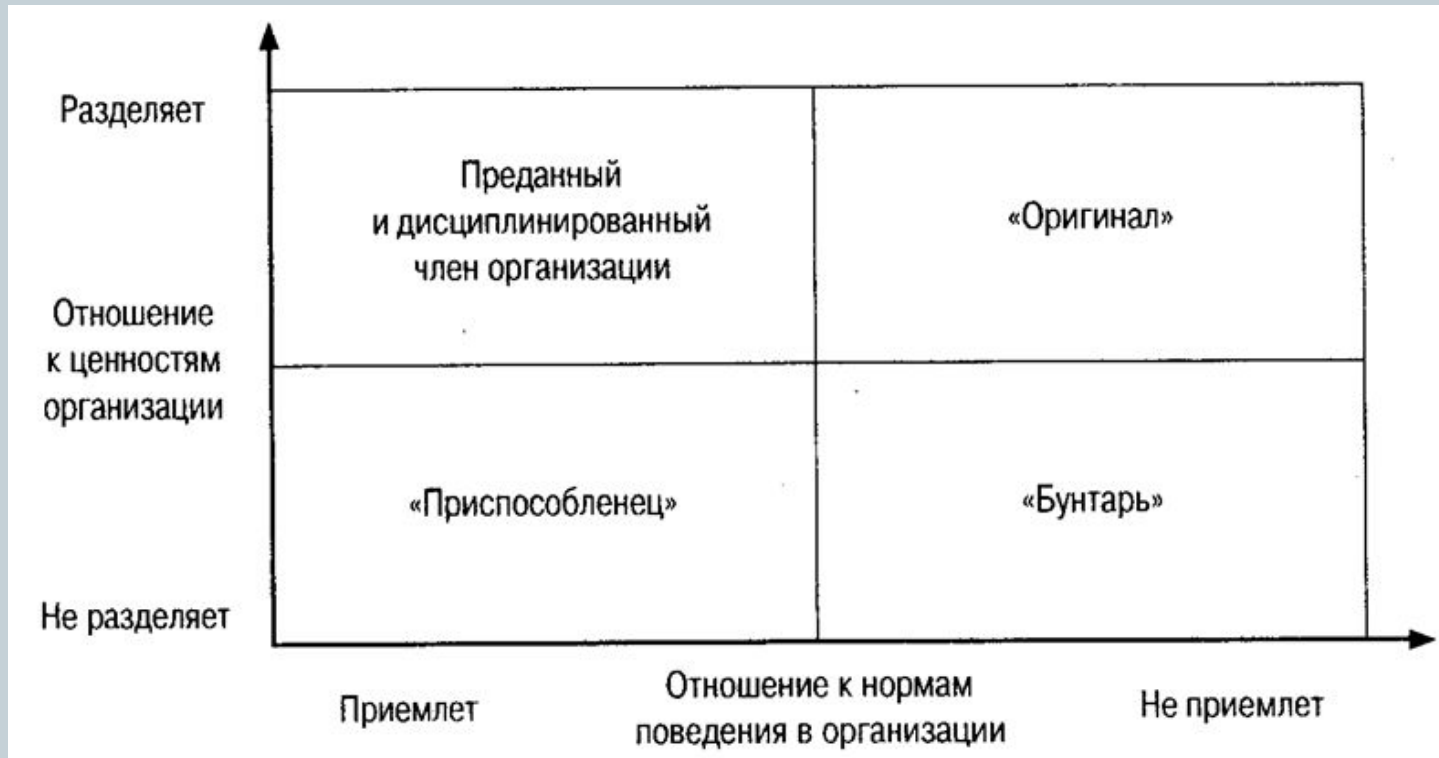 Разделяет
Преданный
и дисциплинированный
член организации
«Оригинал»
Отношение
к ценностям
организации
«Приспособленец»
«Бунтарь»
Не разделяет
Приемлет
Отношение к нормам
поведения в организации
Не приемлет